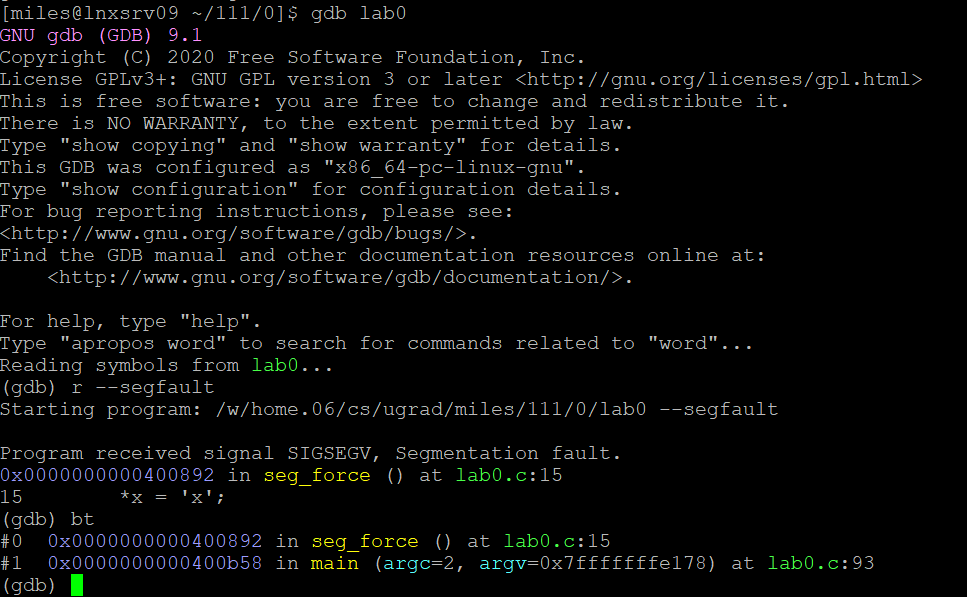 [miles@lnxsrv09 ~/111/0]$ gdb lab0
GNU gdb (GDB) 9.1
Copyright (C) 2020 Free Software Foundation, Inc.
License GPLv3+: GNU GPL version 3 or later <http://gnu.org/licenses/gpl.html>
This is free software: you are free to change and redistribute it.
There is NO WARRANTY, to the extent permitted by law.
Type "show copying" and "show warranty" for details.
This GDB was configured as "x86_64-pc-linux-gnu".
Type "show configuration" for configuration details.
For bug reporting instructions, please see:
<http://www.gnu.org/software/gdb/bugs/>.
Find the GDB manual and other documentation resources online at:
    <http://www.gnu.org/software/gdb/documentation/>.

For help, type "help".
Type "apropos word" to search for commands related to "word"...
Reading symbols from lab0...
(gdb) r --segfault
Starting program: /w/home.06/cs/ugrad/miles/111/0/lab0 --segfault

Program received signal SIGSEGV, Segmentation fault.
0x0000000000400892 in seg_force () at lab0.c:15
15        *x = 'x';
(gdb) bt
#0  0x0000000000400892 in seg_force () at lab0.c:15
#1  0x0000000000400b58 in main (argc=2, argv=0x7fffffffe178) at lab0.c:93
(gdb)